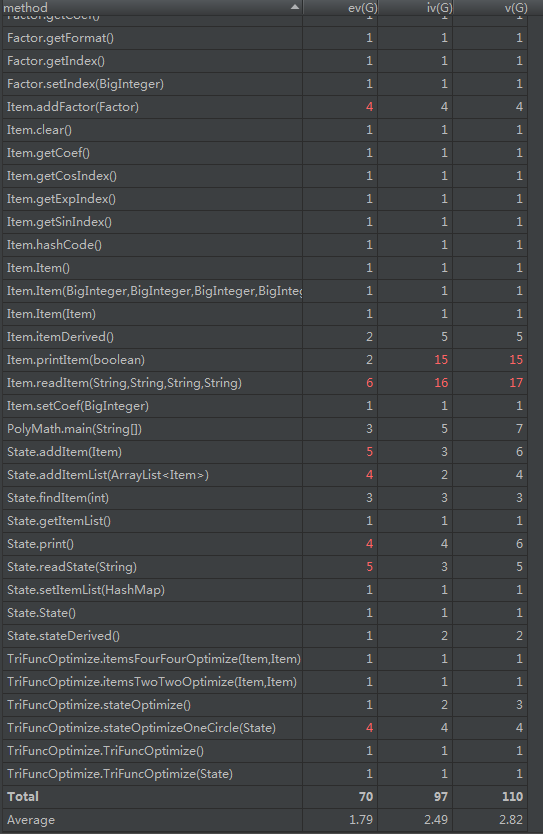 method ev(G) iv(G) v(G)
Factor.getCoef() 1 1 1
Factor.getFormat() 1 1 1
Factor.getIndex() 1 1 1
Factor.setIndex(BigInteger) 1 1 1
Item.addFactor(Factor) 4 4 4
Item.clear() 1 1 1
Item.getCoef() 1 1 1
Item.getCosIndex() 1 1 1
Item.getExpIndex() 1 1 1
Item.getSinIndex() 1 1 1
Item.hashCode() 1 1 1
Item.Item() 1 1 1
Item.Item(BigInteger,BigInteger,BigInteger,BigInteg 1 1 1
Item.Item(Item) 1 1 1
Item.itemDerived() 2 5 5
Item.printItem(boolean) 2 15 15
Item.readItem(String,String,String,String) 6 16 17
Item.setCoef(BigInteger) 1 1 1
PolyMath.main(String[]) 3 5 7
State.addItem(Item) 5 3 6
State.addItemList(ArrayList<Item>) 4 2 4
State.findItem(int) 3 3 3
State.getItemList() 1 1 1
State.print() 4 4 6
State.readState(String) 5 3 5
State.setItemList(HashMap) 1 1 1
State.State() 1 1 1
State.stateDerived() 1 2 2
TriFuncOptimize.itemsFourFourOptimize(Item,Item) 1 1 1
TriFuncOptimize.itemsTwoTwoOptimize(Item,Item) 1 1 1
TriFuncOptimize.stateOptimize() 1 2 3
TriFuncOptimize.stateOptimizeOneCircle(State) 4 4 4
TriFuncOptimize.TriFuncOptimize() 1 1 1
TriFuncOptimize.TriFuncOptimize(State) 1 1 1
Total 70 97 110
Average 1.79 2.49 2.82